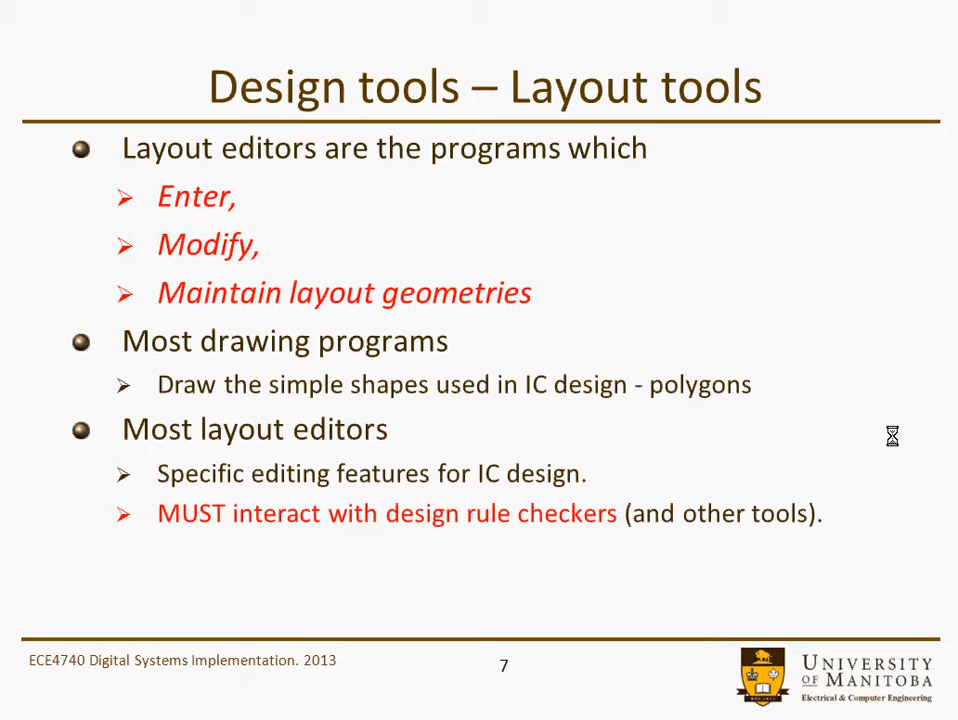 Design tools – Layout tools
Layout editors are the programs which
Enter,
Modify,
Maintain layout geometries
Most drawing programs
Draw the simple shapes used in IC design - polygons
Most layout editors
Specific editing features for IC design.
MUST interact with design rule checkers (and other tools).
ECE4740 Digital Systems Implementation. 2013
7
UNIVERSITY
OF MANITOBA
Electrical & Computer Engineering